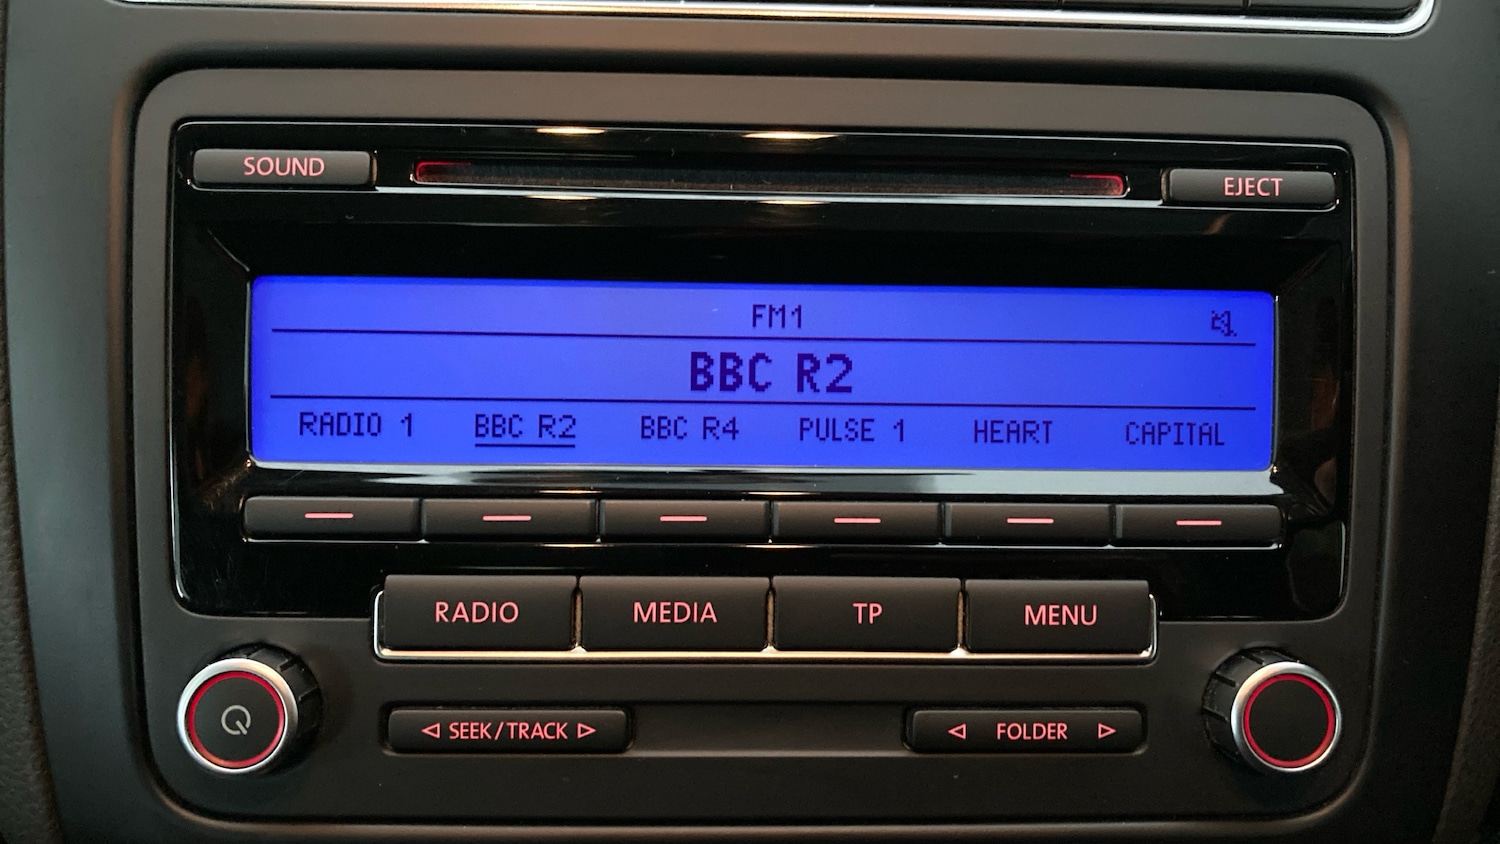 SOUND
EJECT
FM1
BBC R2
RADIO 1 BBC R2 BBC R4 PULSE 1 HEART CAPITAL
RADIO MEDIA TP MENU
SEEK/TRACK FOLDER